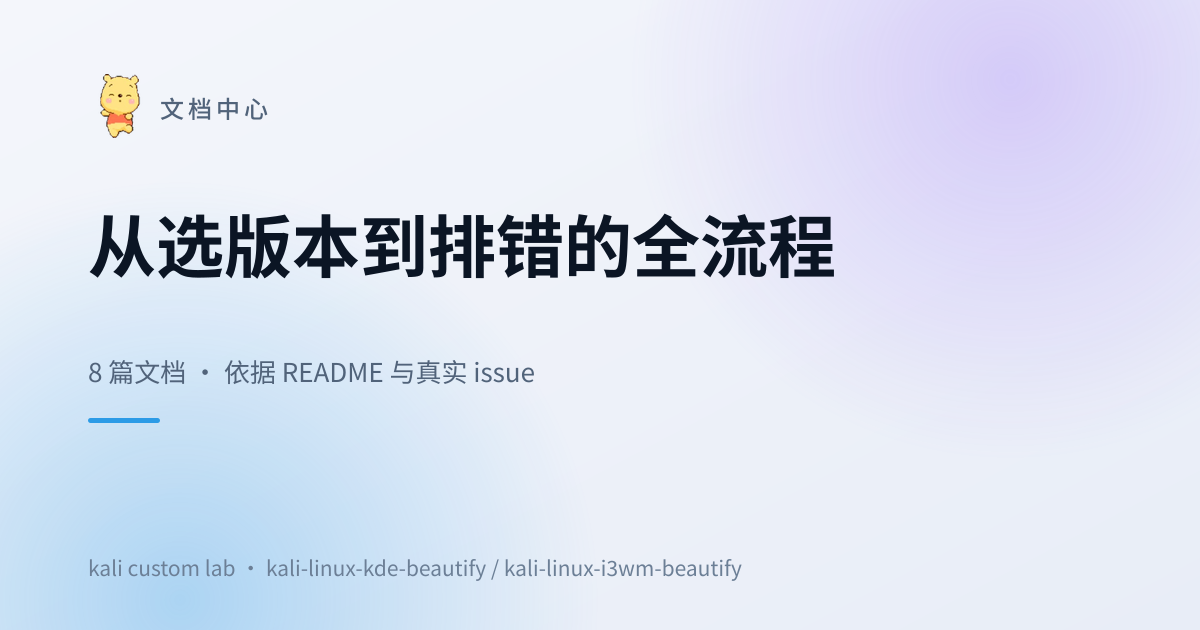 文档中心
从选版本到排错的全流程
8 篇文档 · 依据 README 与真实 issue
kali custom lab · kali-linux-kde-beautify / kali-linux-i3wm-beautify